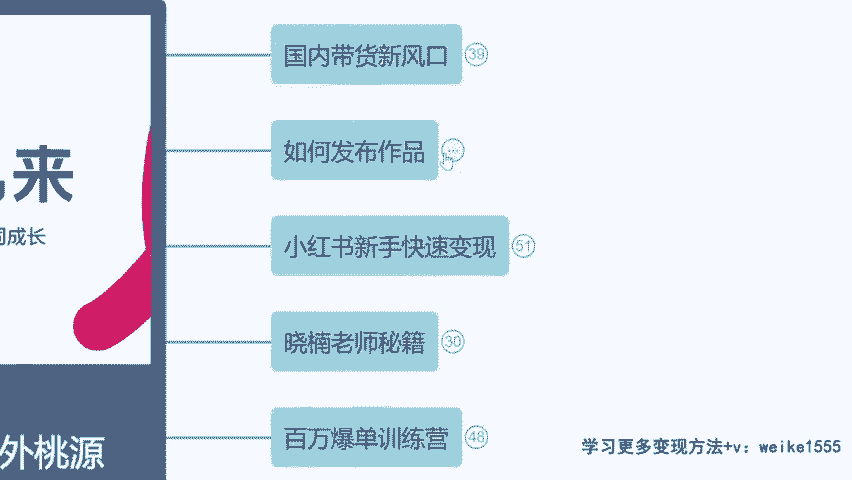 国内带货新风口
39
如何发布作品
来
小红书新手快速变现
51
成长
晓楠老师秘籍
30
百万爆单训练营
48
外桃源
学习更多变现方法+v：weike1555